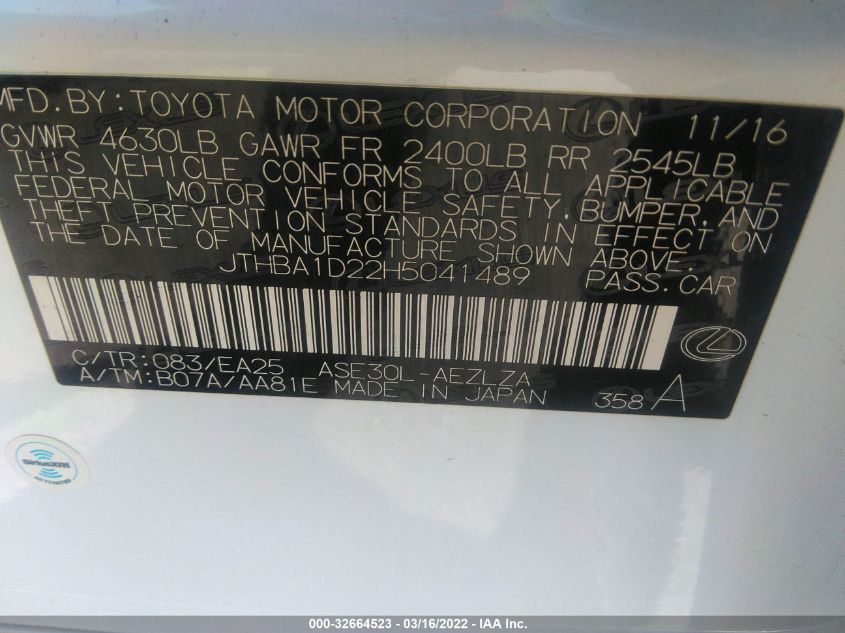 MFD. BY: TOYOTA MOTOR CORPORATION 11/16
GVWR 4630LB GAWR FR 2400LB RR 2545LB
THIS VEHICLE CONFORMS TO ALL APPLICABLE
FEDERAL MOTOR VEHICLE SAFETY, BUMPER, AND
THEFT PREVENTION STANDARDS IN EFFECT ON
THE DATE OF MANUFACTURE SHOWN ABOVE.
JTHBA1D22H5041489 PASS. CAR
C/TR: 083/EA25 ASE30L-AEZLZA
A/TM: B07A/AA81E MADE IN JAPAN 358 A
SiriusXM
ACTIVATED
000-32664523 - 03/16/2022 - IAA Inc.